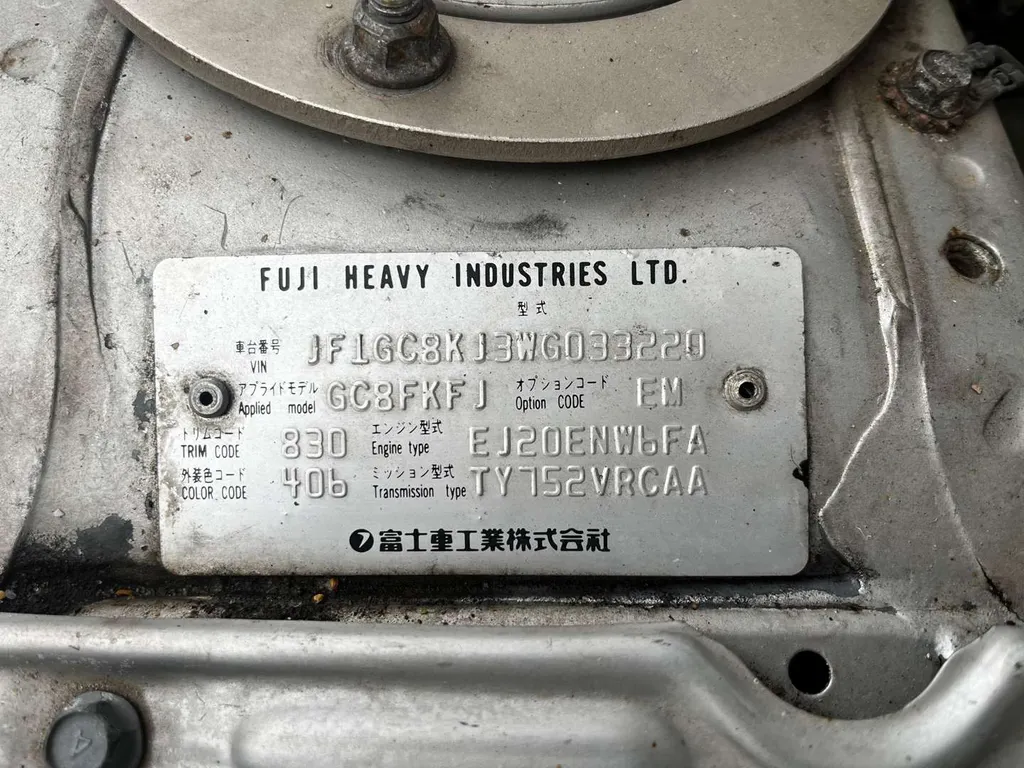 FUJI HEAVY INDUSTRIES LTD.
型式
車台番号 VIN JF1GC8KJ3WG033220
アプライドモデル Applied model GC8FKFJ オプションコード Option CODE EM
トリムコード TRIM CODE 830 エンジン型式 Engine type EJ20ENW6FA
外装色コード COLOR CODE 406 ミッション型式 Transmission type TY752VRCAA
フ 富士重工業株式会社
4